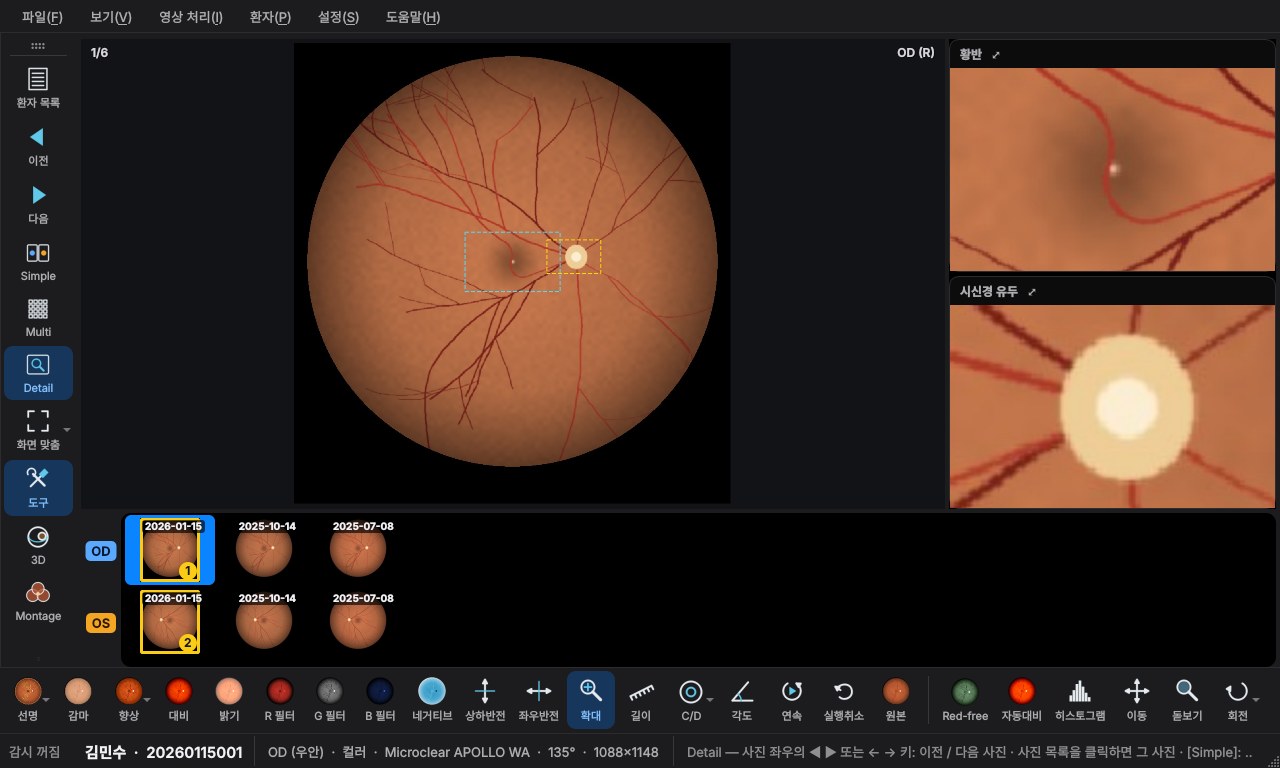 파일(F) 보기(V) 영상 처리(I) 환자(P) 설정(S) 도움말(H)
환자 목록
이전
다음
Simple
Multi
Detail
화면 맞춤
도구
3D
Montage
1/6
OD (R)
황반
시신경 유두
OD
2026-01-15
1
2025-10-14
2025-07-08
OS
2026-01-15
2
2025-10-14
2025-07-08
선명 감마 향상 대비 밝기 R 필터 G 필터 B 필터 네거티브 상하반전 좌우반전 확대 길이 C/D 각도 연속 실행취소 원본 Red-free 자동대비 히스토그램 이동 돋보기 회전
감시 꺼짐 김민수 · 20260115001 OD (우안) · 컬러 · Microclear APOLLO WA · 135° · 1088×1148 Detail — 사진 좌우의 ◀ ▶ 또는 ← → 키: 이전 / 다음 사진 · 사진 목록을 클릭하면 그 사진 · [Simple]: ..